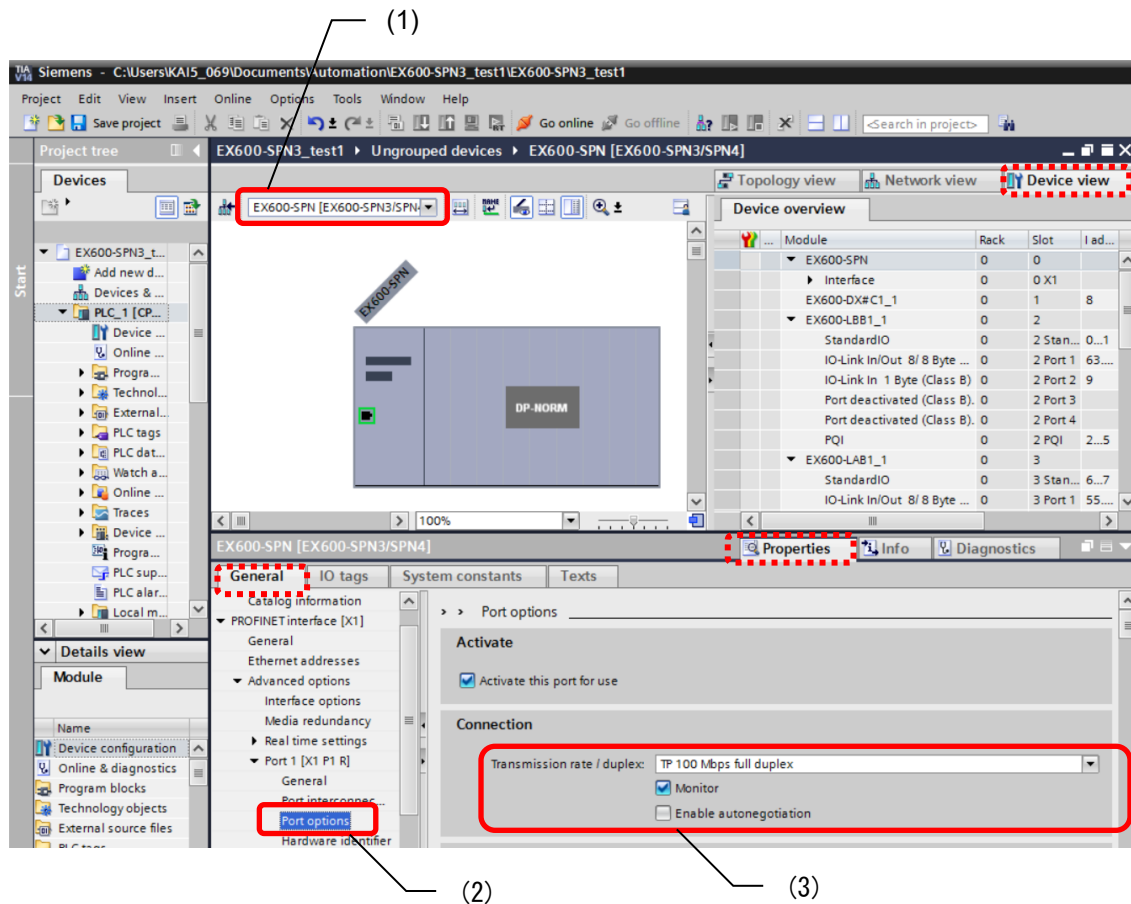 (1)
TIA V14 Siemens - C:\Users\KAI5_069\Documents\Automation\EX600-SPN3_test1\EX600-SPN3_test1
Project Edit View Insert Online Options Tools Window Help
Save project Go online Go offline <Search in project>
Project tree EX600-SPN3_test1 Ungrouped devices EX600-SPN [EX600-SPN3/SPN4]
Devices Topology view Network view Device view
EX600-SPN [EX600-SPN3/SPN4 Device overview
... Module Rack Slot I ad...
EX600-SPN3_t... EX600-SPN 0 0
Add new d... Interface 0 0 X1
Start
Devices & ... EX600-DX#C1_1 0 1 8
EX600-SPN
PLC_1 [CP... EX600-LBB1_1 0 2
Device ... StandardIO 0 2 Stan... 0...1
Online ... IO-Link In/Out 8/ 8 Byte ... 0 2 Port 1 63....
Progra... IO-Link In 1 Byte (Class B) 0 2 Port 2 9
Technol... Port deactivated (Class B). 0 2 Port 3
External... DP-NORM Port deactivated (Class B). 0 2 Port 4
PLC tags PQI 0 2 PQI 2...5
PLC dat... EX600-LAB1_1 0 3
Watch a... StandardIO 0 3 Stan... 6...7
Online ... IO-Link In/Out 8/ 8 Byte ... 0 3 Port 1 55....
Traces
Device ... 100%
Progra... EX600-SPN [EX600-SPN3/SPN4] Properties Info Diagnostics
PLC sup... General IO tags System constants Texts
PLC alar... Catalog information
Local m... PROFINET interface [X1] Port options
General Activate
Details view Ethernet addresses
Module Advanced options Activate this port for use
Interface options
Name Media redundancy Connection
Device configuration Real time settings
Online & diagnostics Port 1 [X1 P1 R] Transmission rate / duplex: TP 100 Mbps full duplex
Program blocks General Monitor
Technology objects Port interconnec... Enable autonegotiation
External source files Port options
PLC tags Hardware identifier
(2) (3)